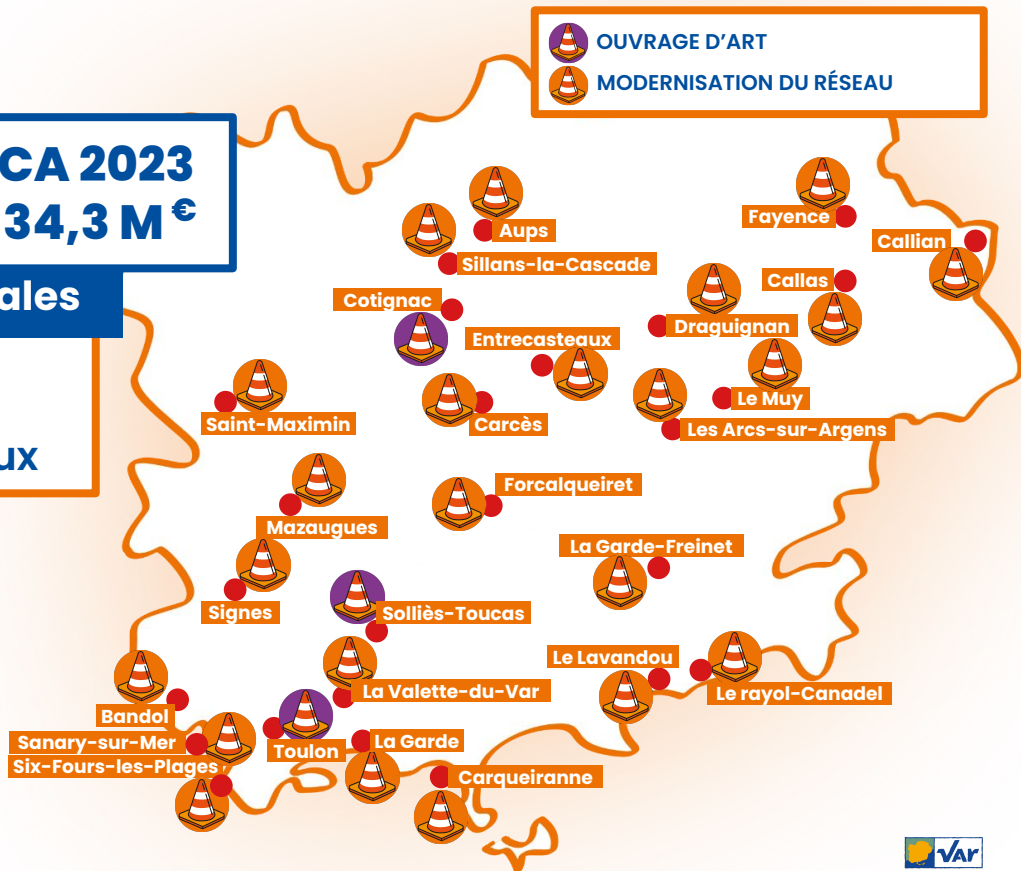 OUVRAGE D'ART
MODERNISATION DU RÉSEAU
CA 2023
34,3 M€
ales
ux
Aups
Sillans-la-Cascade
Fayence
Callian
Callas
Cotignac
Draguignan
Entrecasteaux
Le Muy
Saint-Maximin
Carcès
Les Arcs-sur-Argens
Forcalqueiret
Mazaugues
La Garde-Freinet
Signes
Solliès-Toucas
Le Lavandou
La Valette-du-Var
Le rayol-Canadel
Bandol
Sanary-sur-Mer
Toulon
La Garde
Six-Fours-les-Plages
Carqueiranne
VAr